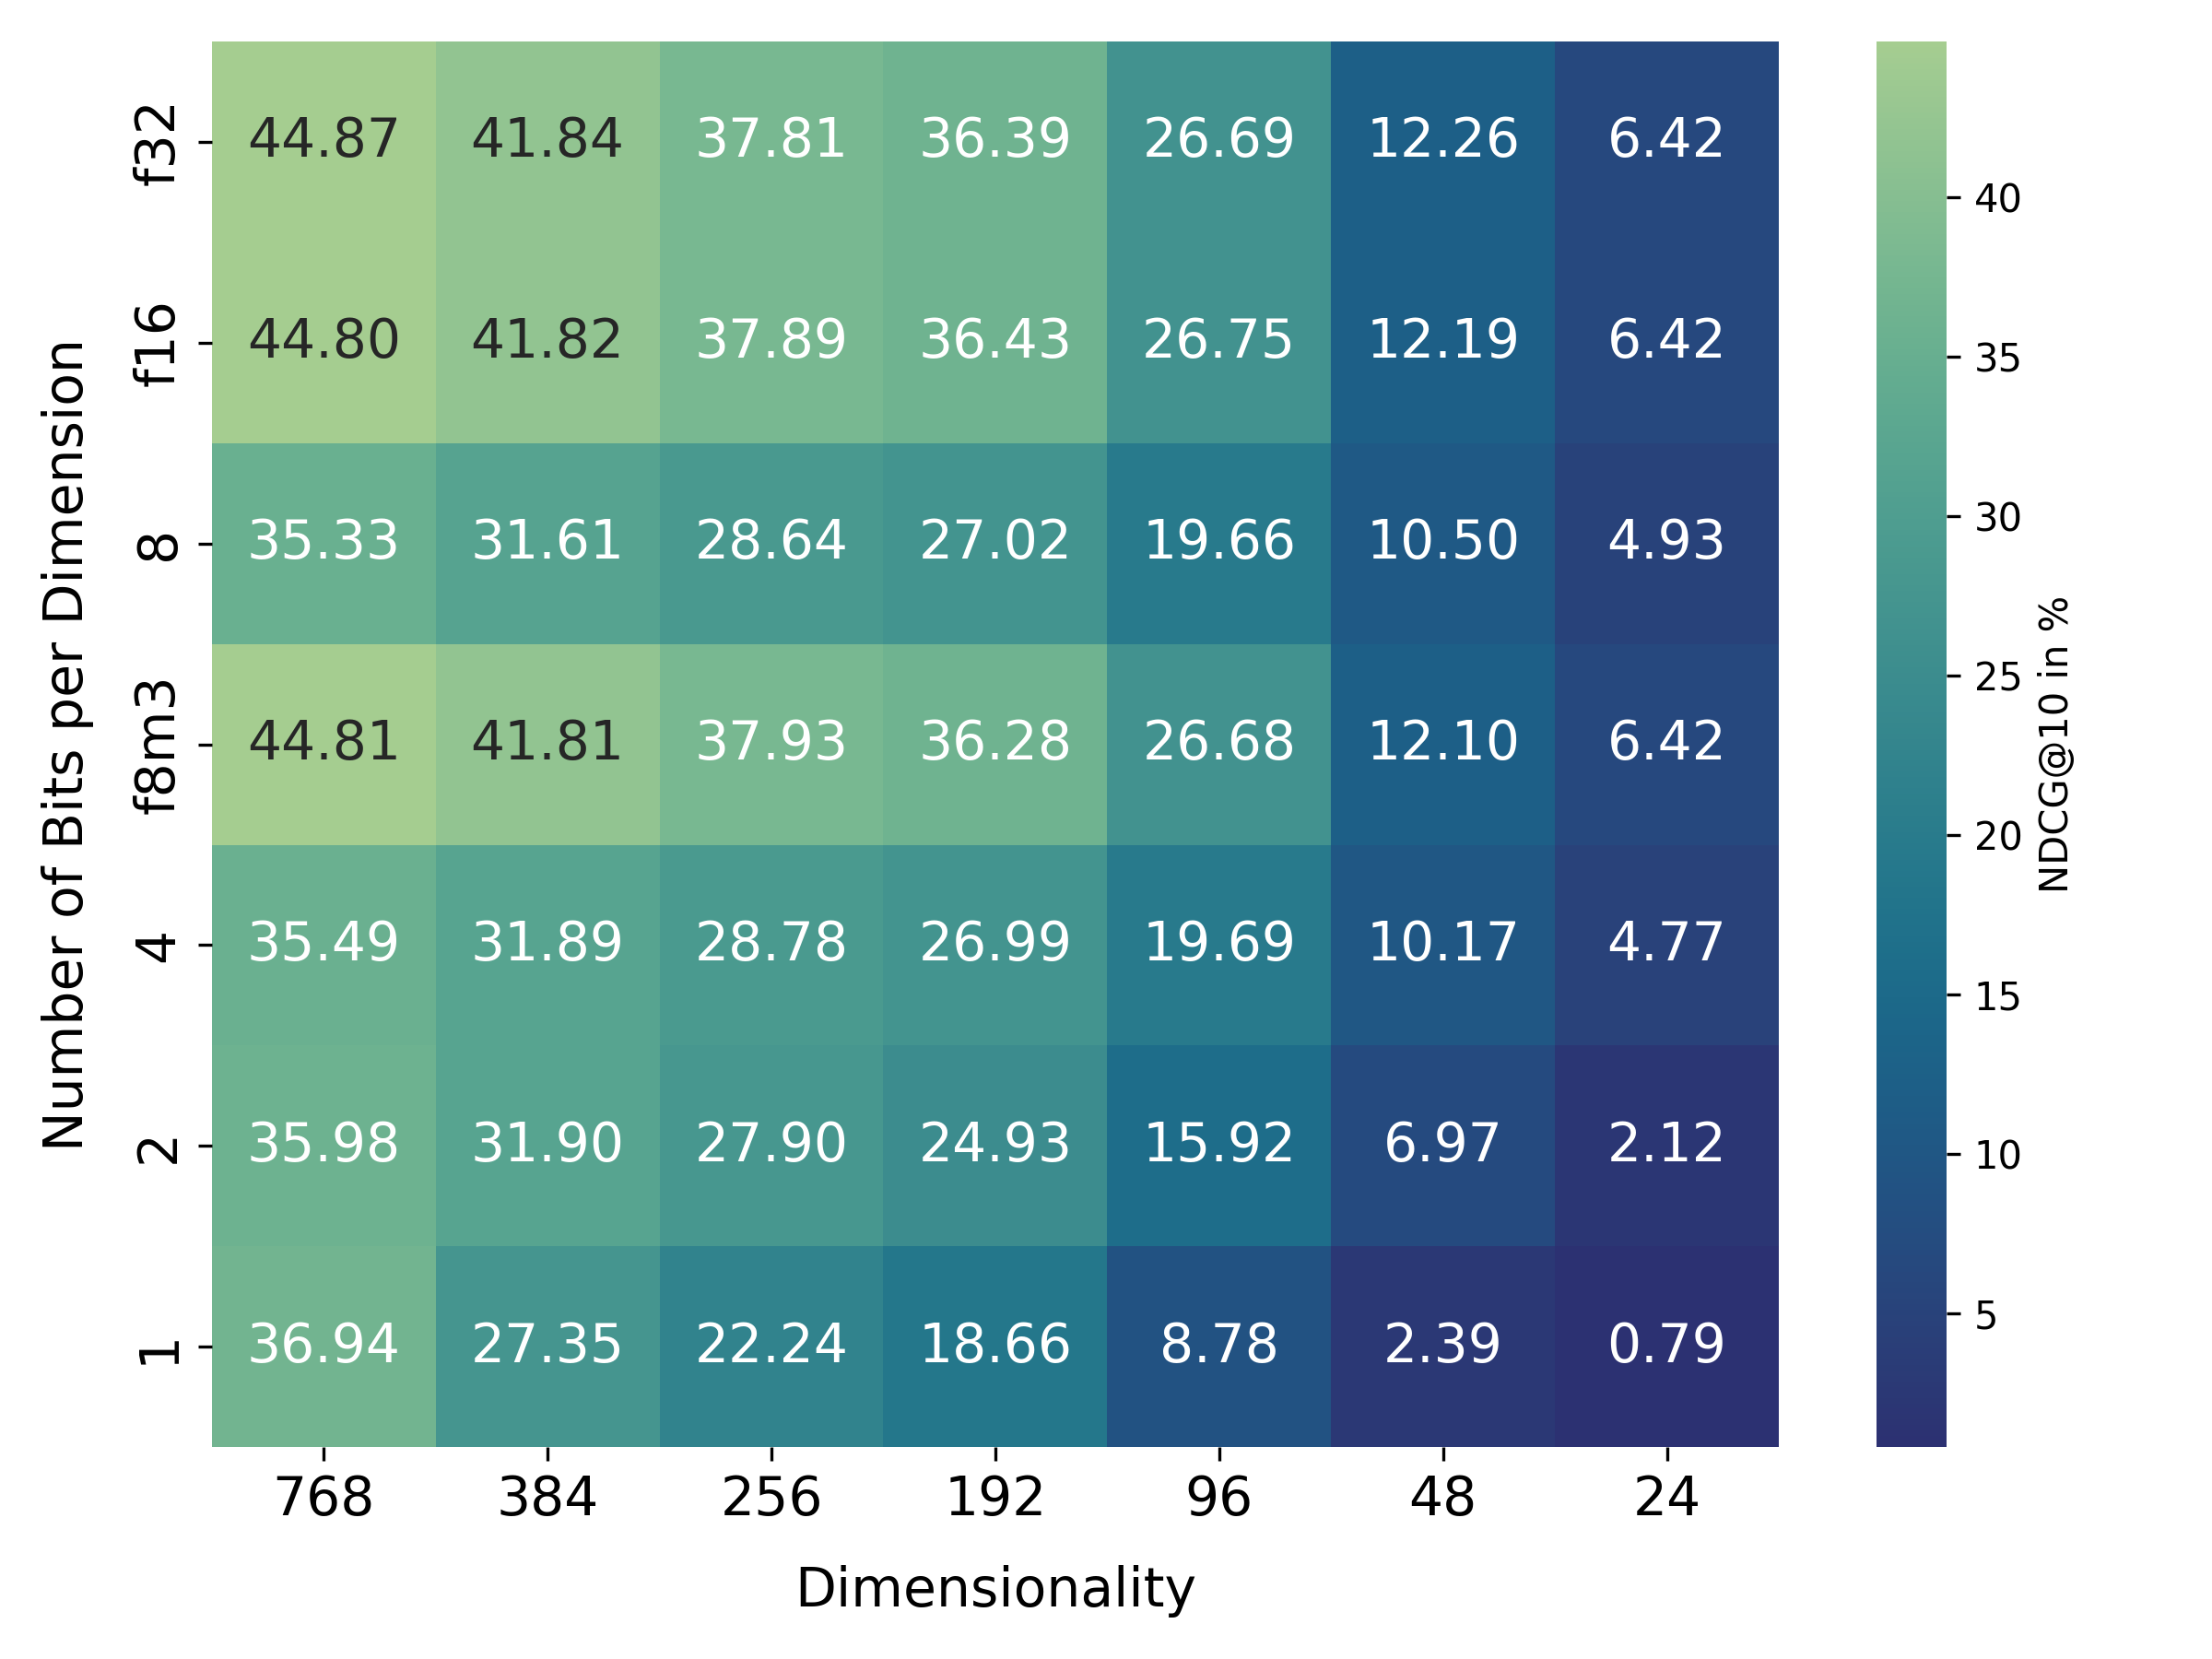 Number of Bits per Dimension
f32 44.87 41.84 37.81 36.39 26.69 12.26 6.42
f16 44.80 41.82 37.89 36.43 26.75 12.19 6.42
8 35.33 31.61 28.64 27.02 19.66 10.50 4.93
f8m3 44.81 41.81 37.93 36.28 26.68 12.10 6.42
4 35.49 31.89 28.78 26.99 19.69 10.17 4.77
2 35.98 31.90 27.90 24.93 15.92 6.97 2.12
1 36.94 27.35 22.24 18.66 8.78 2.39 0.79
768 384 256 192 96 48 24
Dimensionality
40
35
30
25
20
15
10
5
NDCG@10 in %